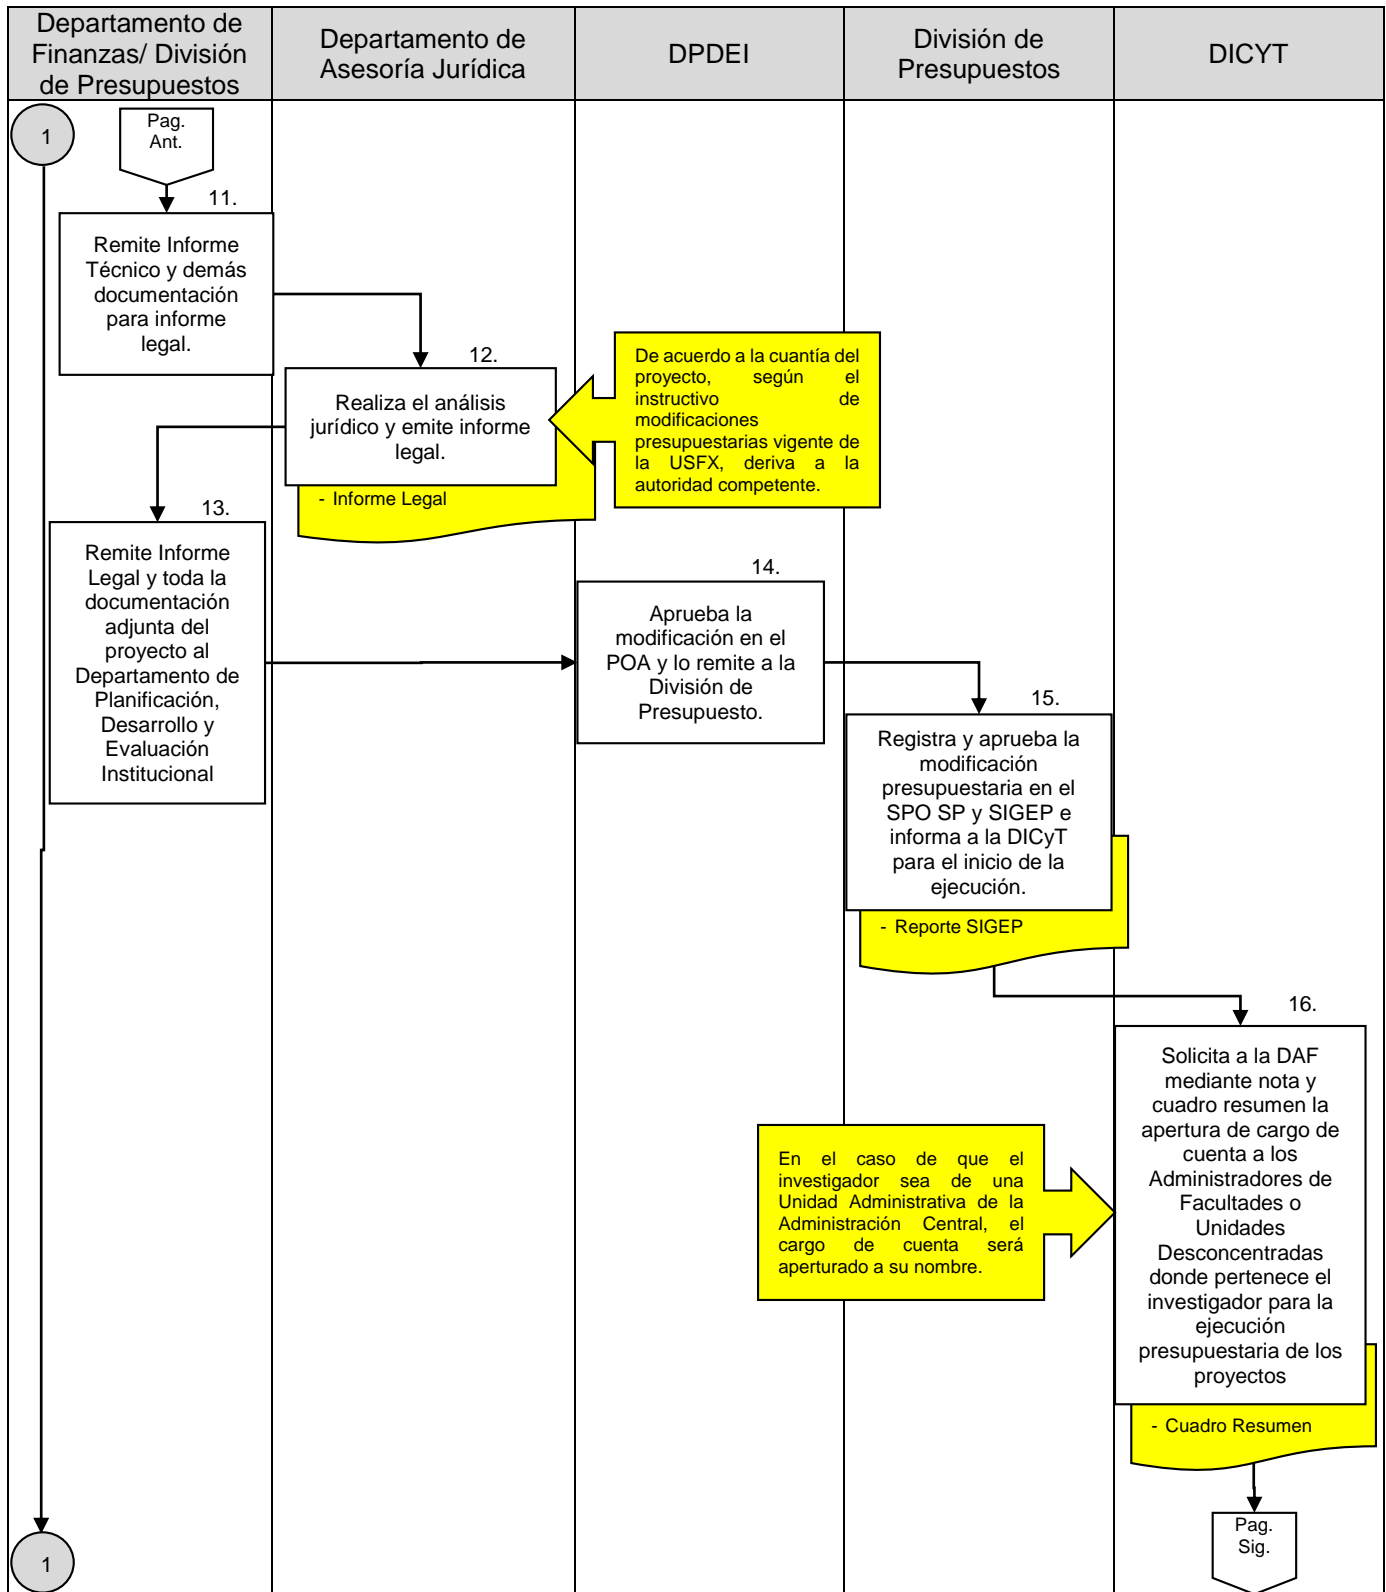 Departamento de
Finanzas/ División
de Presupuestos
Departamento de
Asesoría Jurídica
DPDEI
División de
Presupuestos
DICYT
1
Pag.
Ant.
11.
Remite Informe
Técnico y demás
documentación
para informe
legal.
12.
Realiza el análisis
jurídico y emite informe
legal.
- Informe Legal
De acuerdo a la cuantía del
proyecto, según el
instructivo de
modificaciones
presupuestarias vigente de
la USFX, deriva a la
autoridad competente.
13.
Remite Informe
Legal y toda la
documentación
adjunta del
proyecto al
Departamento de
Planificación,
Desarrollo y
Evaluación
Institucional
14.
Aprueba la
modificación en el
POA y lo remite a la
División de
Presupuesto.
15.
Registra y aprueba la
modificación
presupuestaria en el
SPO SP y SIGEP e
informa a la DICyT
para el inicio de la
ejecución.
- Reporte SIGEP
16.
Solicita a la DAF
mediante nota y
cuadro resumen la
apertura de cargo de
cuenta a los
Administradores de
Facultades o
Unidades
Desconcentradas
donde pertenece el
investigador para la
ejecución
presupuestaria de los
proyectos
- Cuadro Resumen
En el caso de que el
investigador sea de una
Unidad Administrativa de la
Administración Central, el
cargo de cuenta será
aperturado a su nombre.
Pag.
Sig.
1